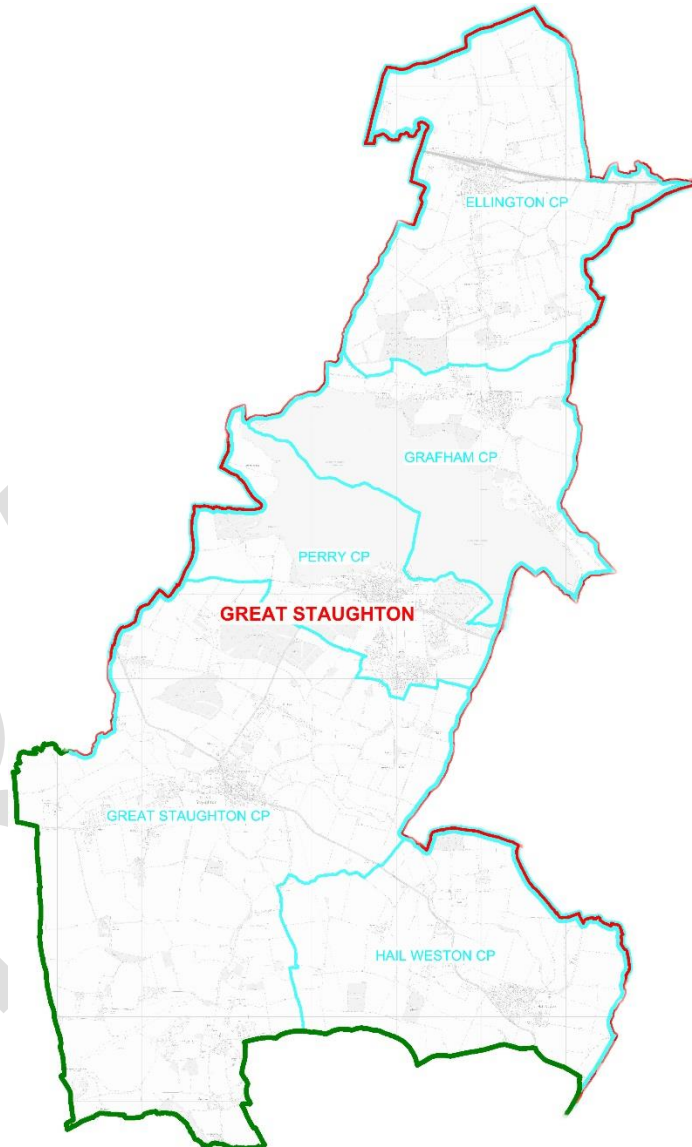 ELLINGTON CP
GRAFHAM CP
PERRY CP
GREAT STAUGHTON
GREAT STAUGHTON CP
HAIL WESTON CP